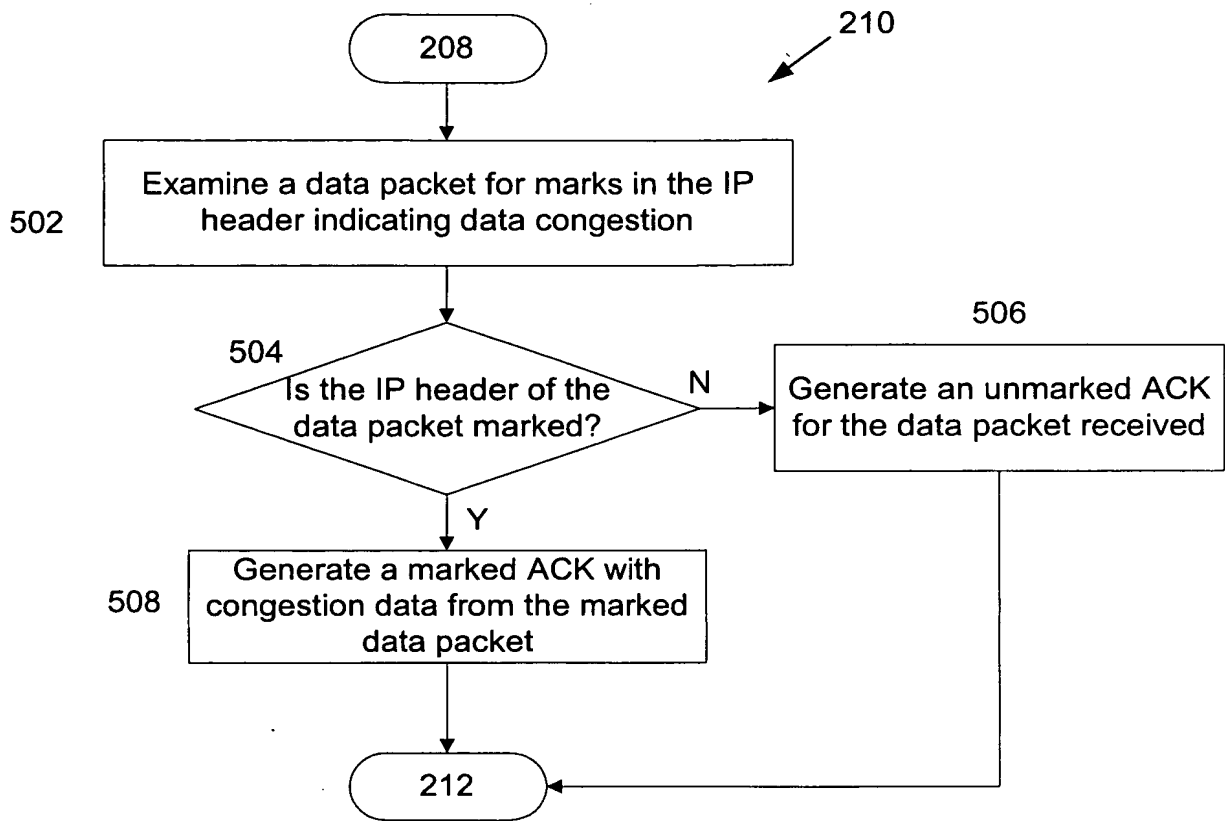 208
210
Examine a data packet for marks in the IP
header indicating data congestion
502
504
Is the IP header of the
data packet marked?
N
506
Generate an unmarked ACK
for the data packet received
Y
508
Generate a marked ACK with
congestion data from the marked
data packet
212